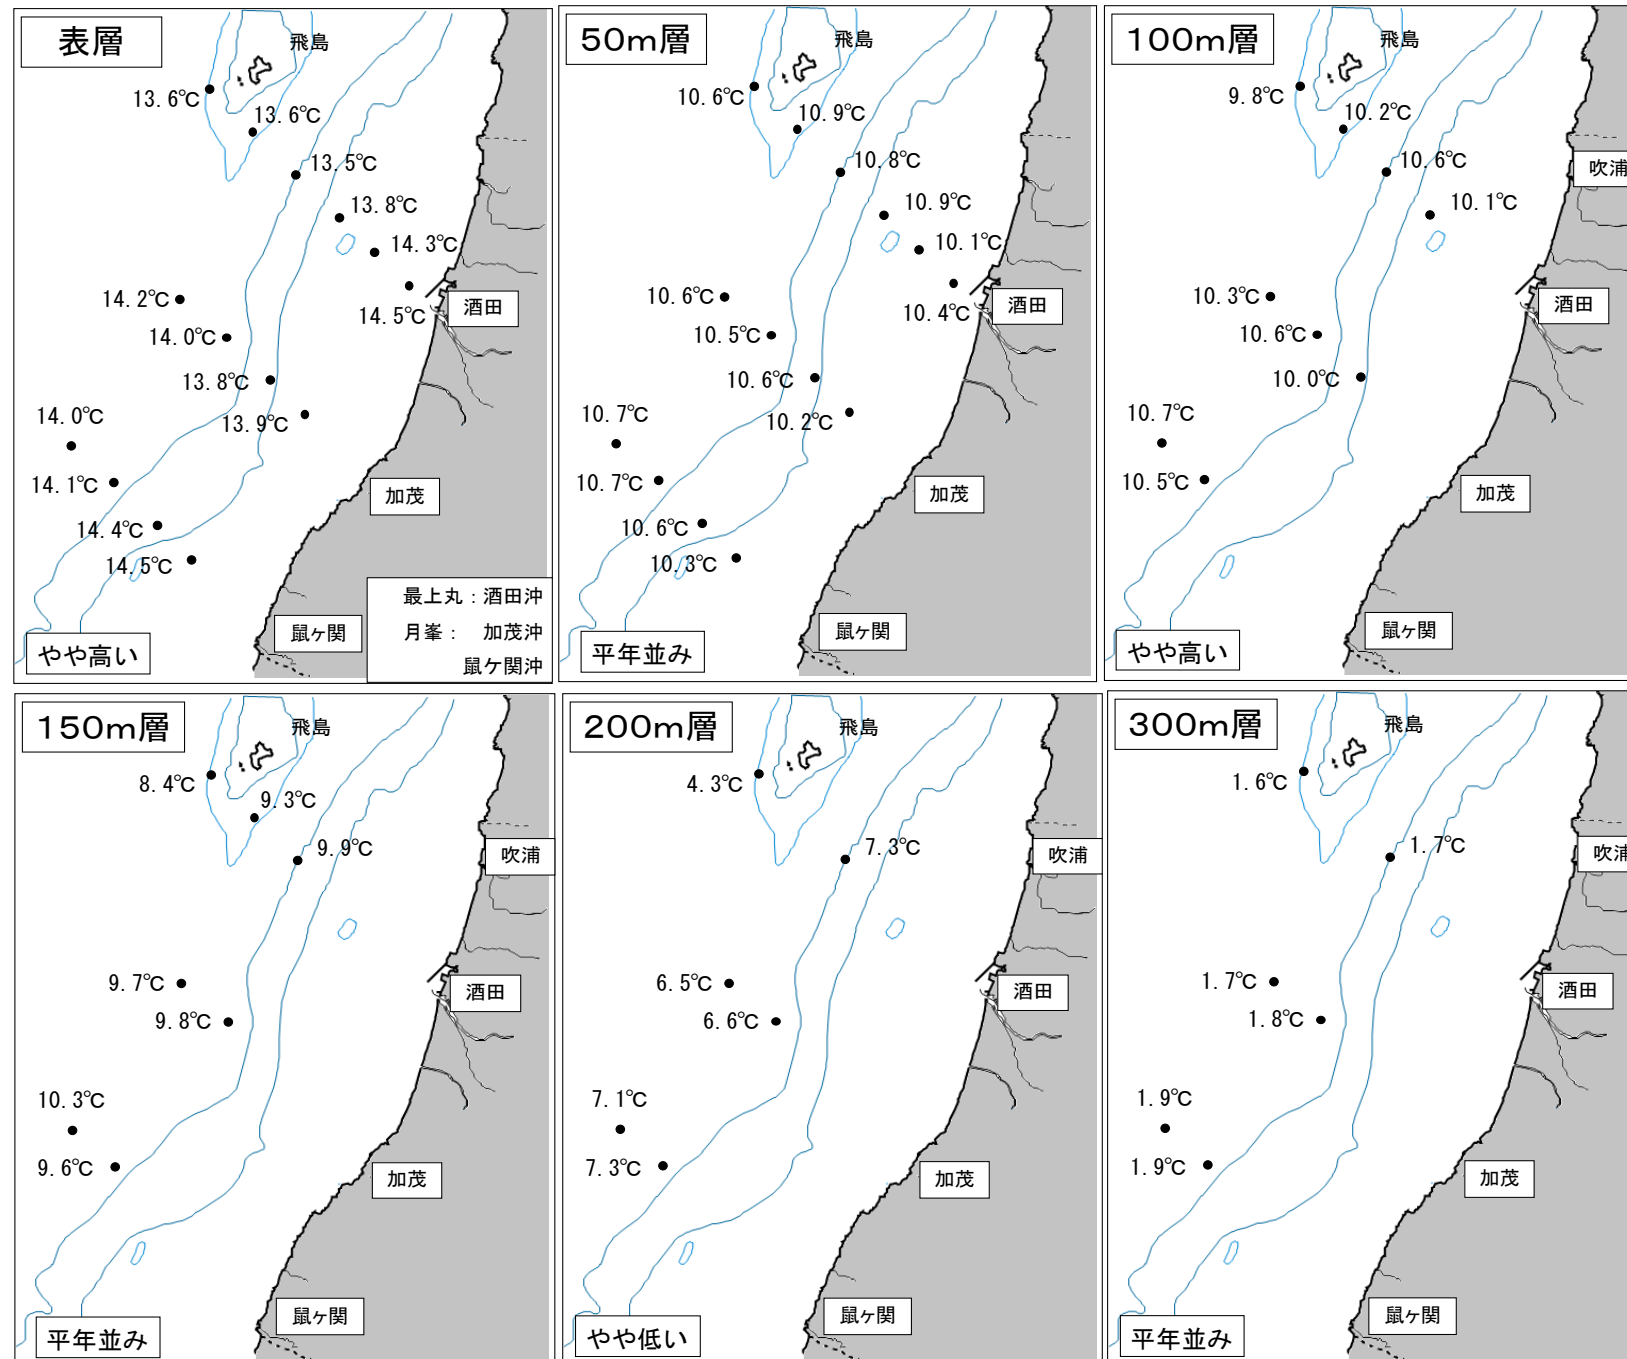 表層
飛島
13.6℃
13.6℃
13.5℃
13.8℃
14.3℃
14.5℃
酒田
14.2℃
14.0℃
13.8℃
13.9℃
14.0℃
14.1℃
14.4℃
14.5℃
加茂
鼠ヶ関
最上丸：酒田沖
月峯： 加茂沖
鼠ケ関沖
やや高い
50m層
飛島
10.6℃
10.9℃
10.8℃
10.9℃
10.1℃
10.4℃
酒田
10.6℃
10.5℃
10.6℃
10.2℃
10.7℃
10.7℃
10.6℃
10.3℃
加茂
鼠ヶ関
平年並み
100m層
飛島
9.8℃
10.2℃
10.6℃
吹浦
10.1℃
酒田
10.3℃
10.6℃
10.0℃
10.7℃
10.5℃
加茂
鼠ヶ関
やや高い
150m層
飛島
8.4℃
9.3℃
9.9℃
吹浦
9.7℃
9.8℃
酒田
10.3℃
9.6℃
加茂
鼠ヶ関
平年並み
200m層
飛島
4.3℃
7.3℃
吹浦
6.5℃
6.6℃
酒田
7.1℃
7.3℃
加茂
鼠ヶ関
やや低い
300m層
飛島
1.6℃
1.7℃
吹浦
1.7℃
1.8℃
酒田
1.9℃
1.9℃
加茂
鼠ヶ関
平年並み